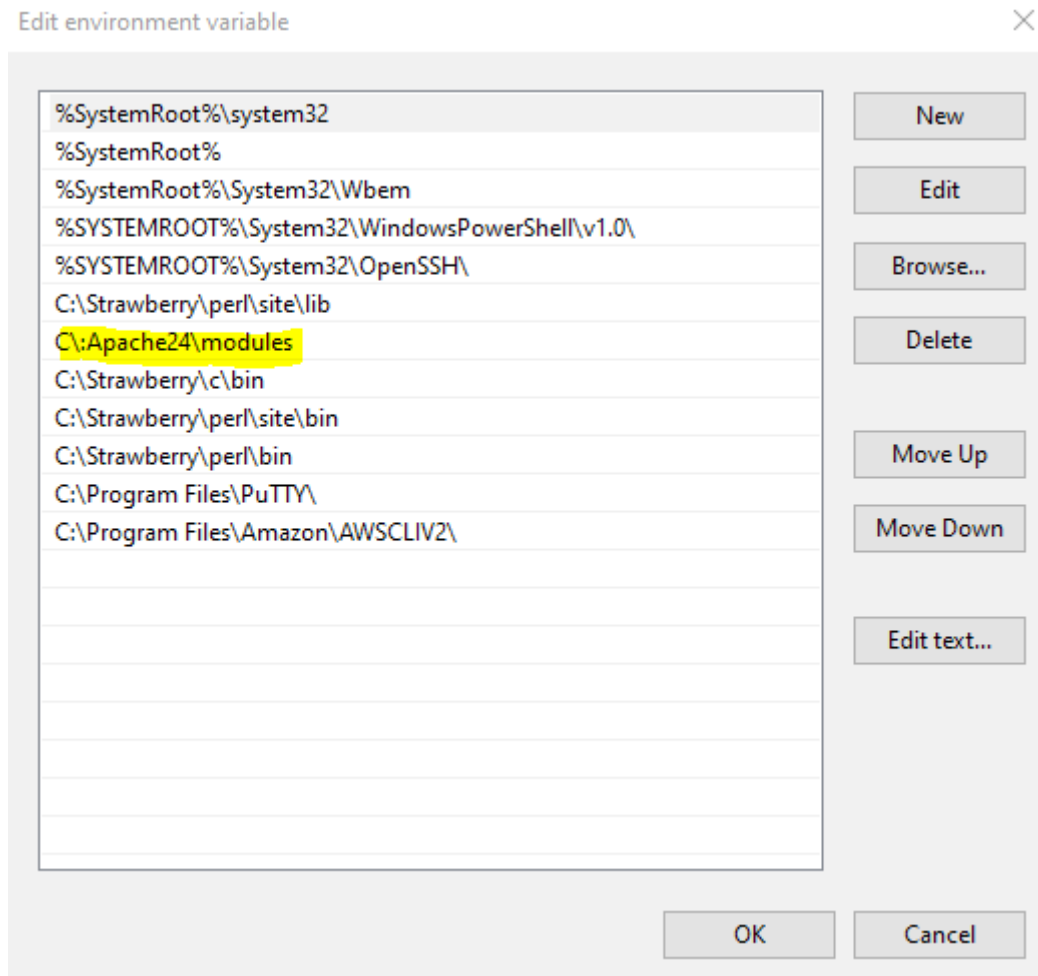 Edit environment variable
%SystemRoot%\system32
%SystemRoot%
%SystemRoot%\System32\Wbem
%SYSTEMROOT%\System32\WindowsPowerShell\v1.0\
%SYSTEMROOT%\System32\OpenSSH\
C:\Strawberry\perl\site\lib
C\:Apache24\modules
C:\Strawberry\c\bin
C:\Strawberry\perl\site\bin
C:\Strawberry\perl\bin
C:\Program Files\PuTTY\
C:\Program Files\Amazon\AWSCLIV2\
New
Edit
Browse...
Delete
Move Up
Move Down
Edit text...
OK
Cancel